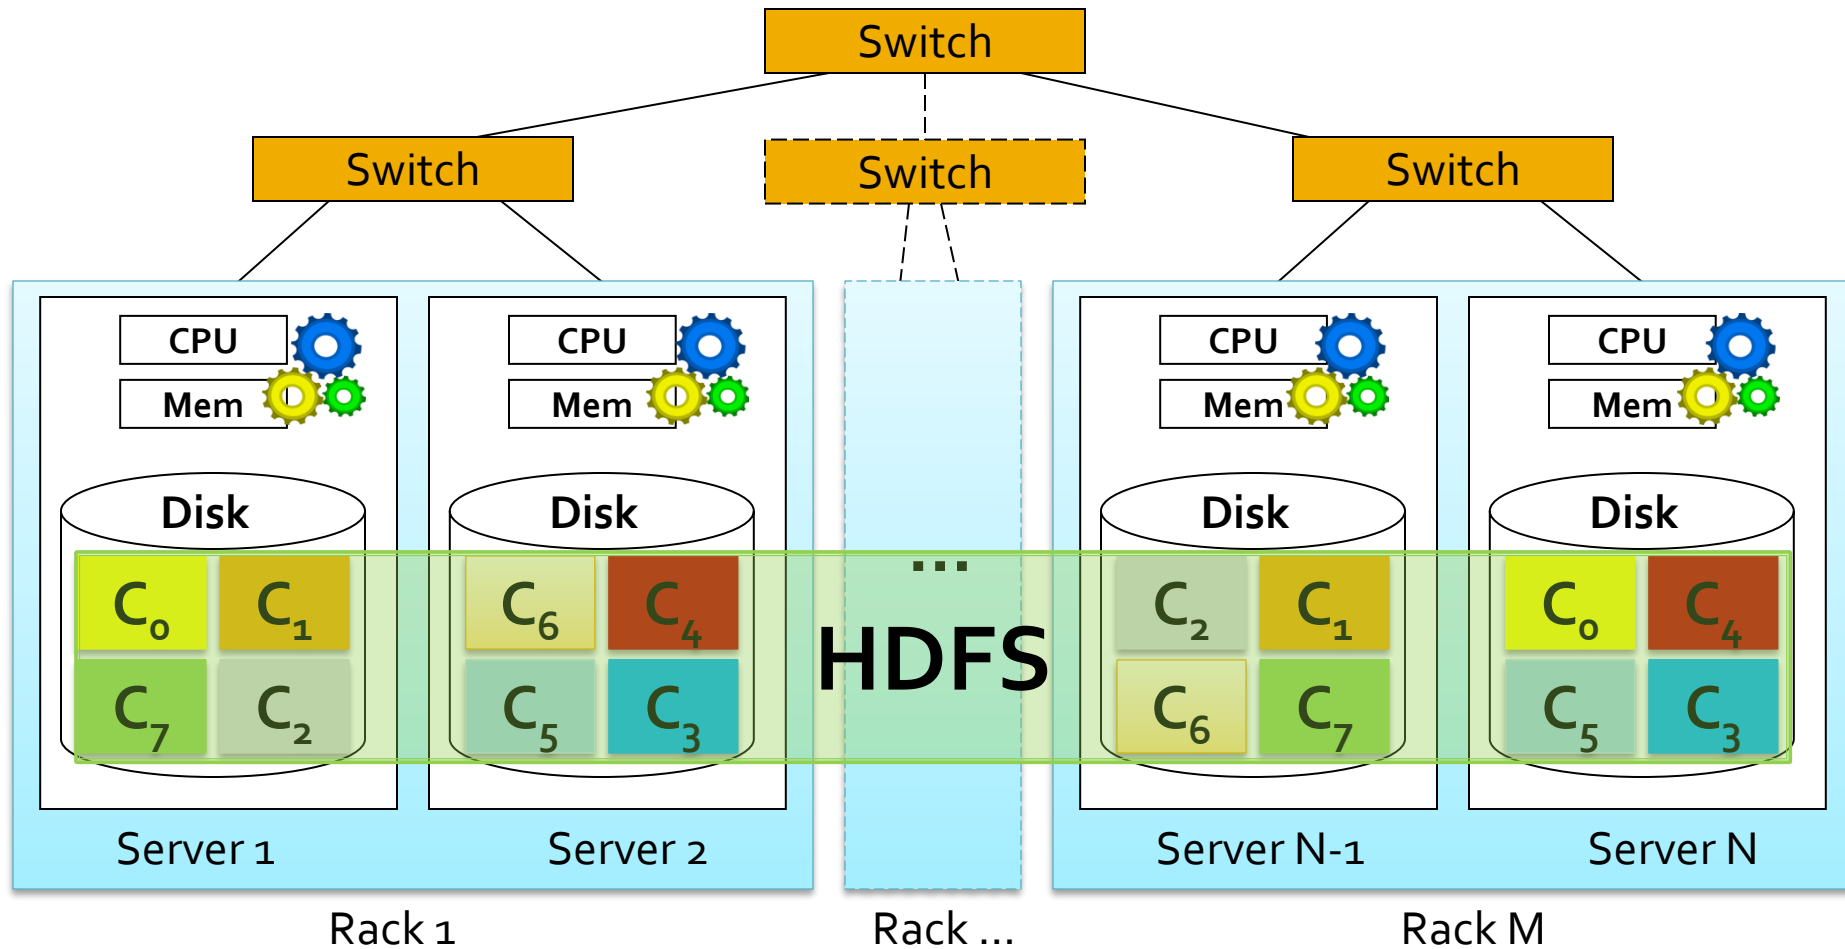 Switch
Switch
Switch
Switch
CPU
Mem
Disk
C0
C1
C7
C2
Server 1
CPU
Mem
Disk
C6
C4
C5
C3
Server 2
Rack 1
...
HDFS
Rack ...
CPU
Mem
Disk
C2
C1
C6
C7
Server N-1
CPU
Mem
Disk
C0
C4
C5
C3
Server N
Rack M